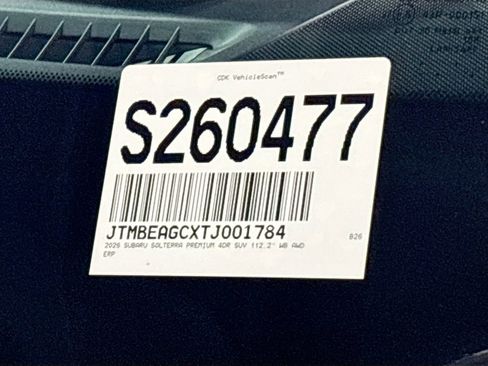 CDK VehicleScan™
S260477
JTMBEAGCXTJ001784
2026 SUBARU SOLTERRA PREMIUM 4DR SUV 112.2" WB AWD
B26
ERP